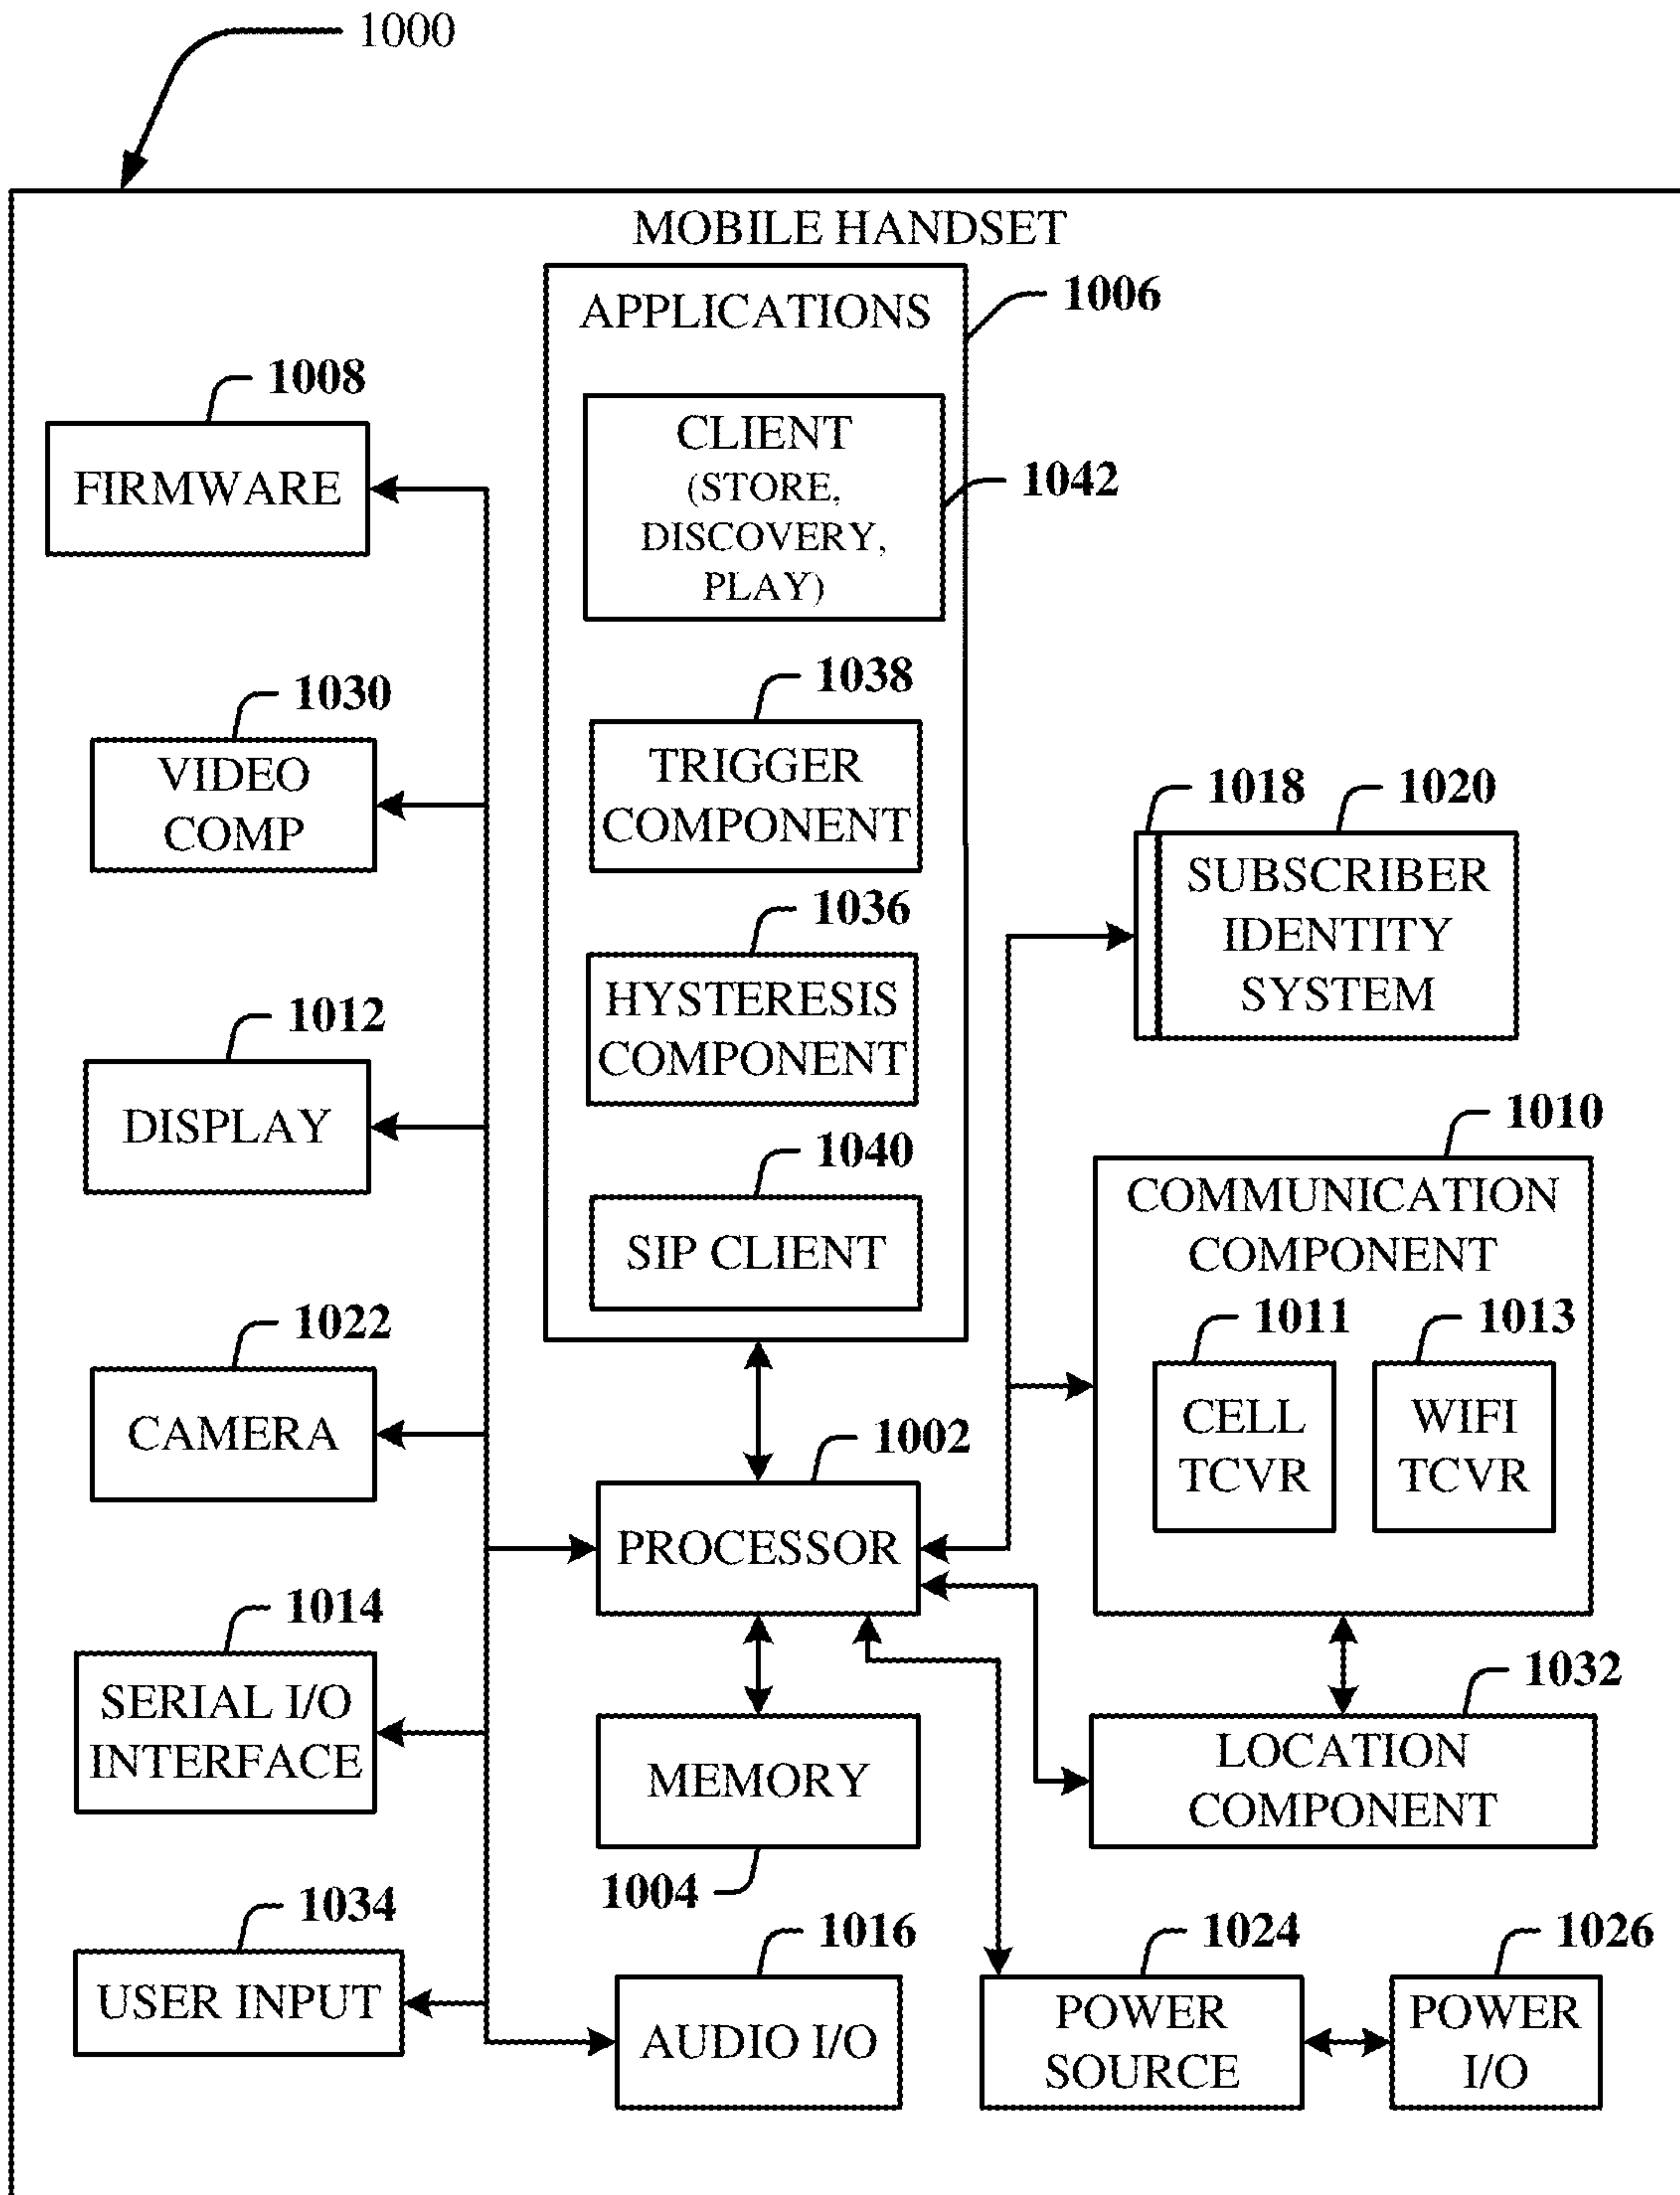 1000
MOBILE HANDSET
APPLICATIONS
1006
CLIENT
(STORE,
DISCOVERY,
PLAY)
1042
1038
TRIGGER
COMPONENT
1036
HYSTERESIS
COMPONENT
1040
SIP CLIENT
1008
FIRMWARE
1030
VIDEO
COMP
1012
DISPLAY
1022
CAMERA
1014
SERIAL I/O
INTERFACE
1034
USER INPUT
1002
PROCESSOR
MEMORY
1004
1016
AUDIO I/O
1018
1020
SUBSCRIBER
IDENTITY
SYSTEM
1010
COMMUNICATION
COMPONENT
1011
CELL
TCVR
1013
WIFI
TCVR
1032
LOCATION
COMPONENT
1024
POWER
SOURCE
1026
POWER
I/O